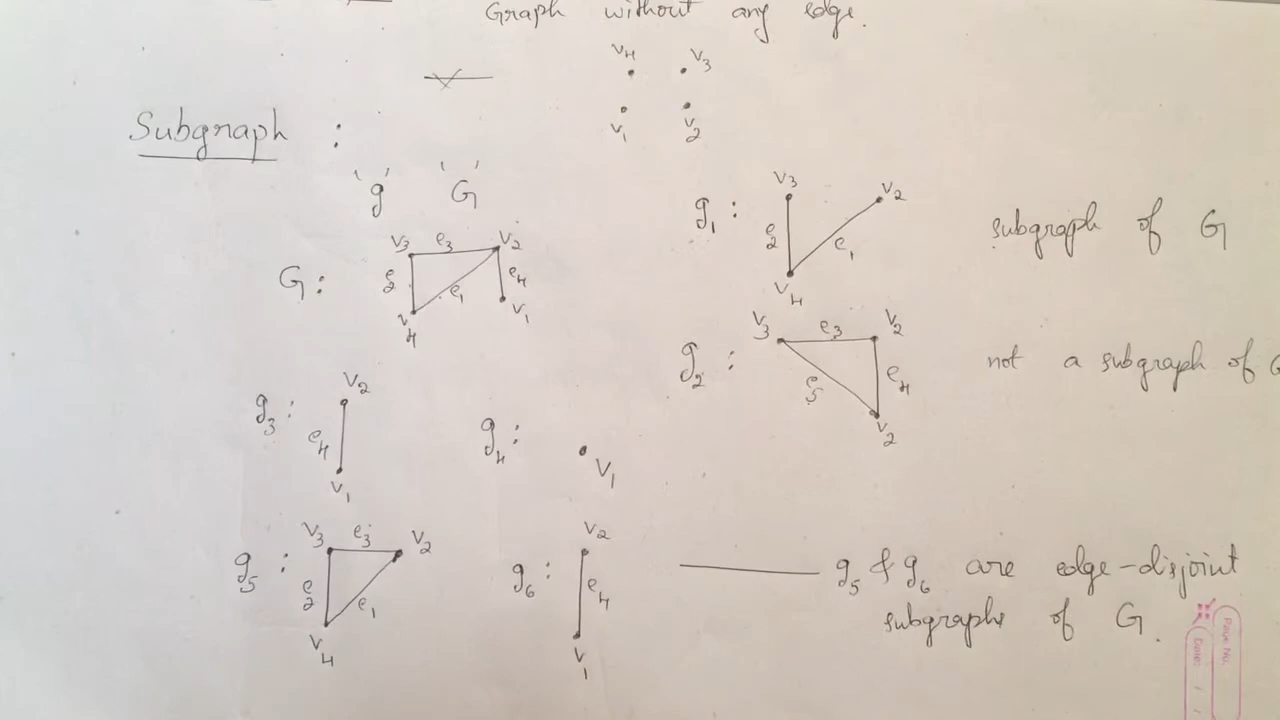 Graph without any edge.
v4 v3
v1 v2
Subgraph :
'g' 'G'
G:
v3 e3 v2
e2 e1 e4
v4 v1
g1 :
v3 v2
e2 e1
v4
subgraph of G
g2 :
v3 e3 v2
e5 e4
v2
not a subgraph of G
g3 :
v2
e4
v1
g4 :
v1
g5 :
v3 e3 v2
e2 e1
v4
g6 :
v2
e4
v1
g5 & g6 are edge-disjoint
subgraphs of G.
Page No.
Date: / /